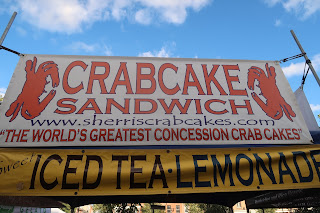 CRABCAKE
SANDWICH
www.sherriscrabcakes.com
"THE WORLD'S GREATEST CONCESSION CRAB CAKES"
ICED TEA · LEMONADE